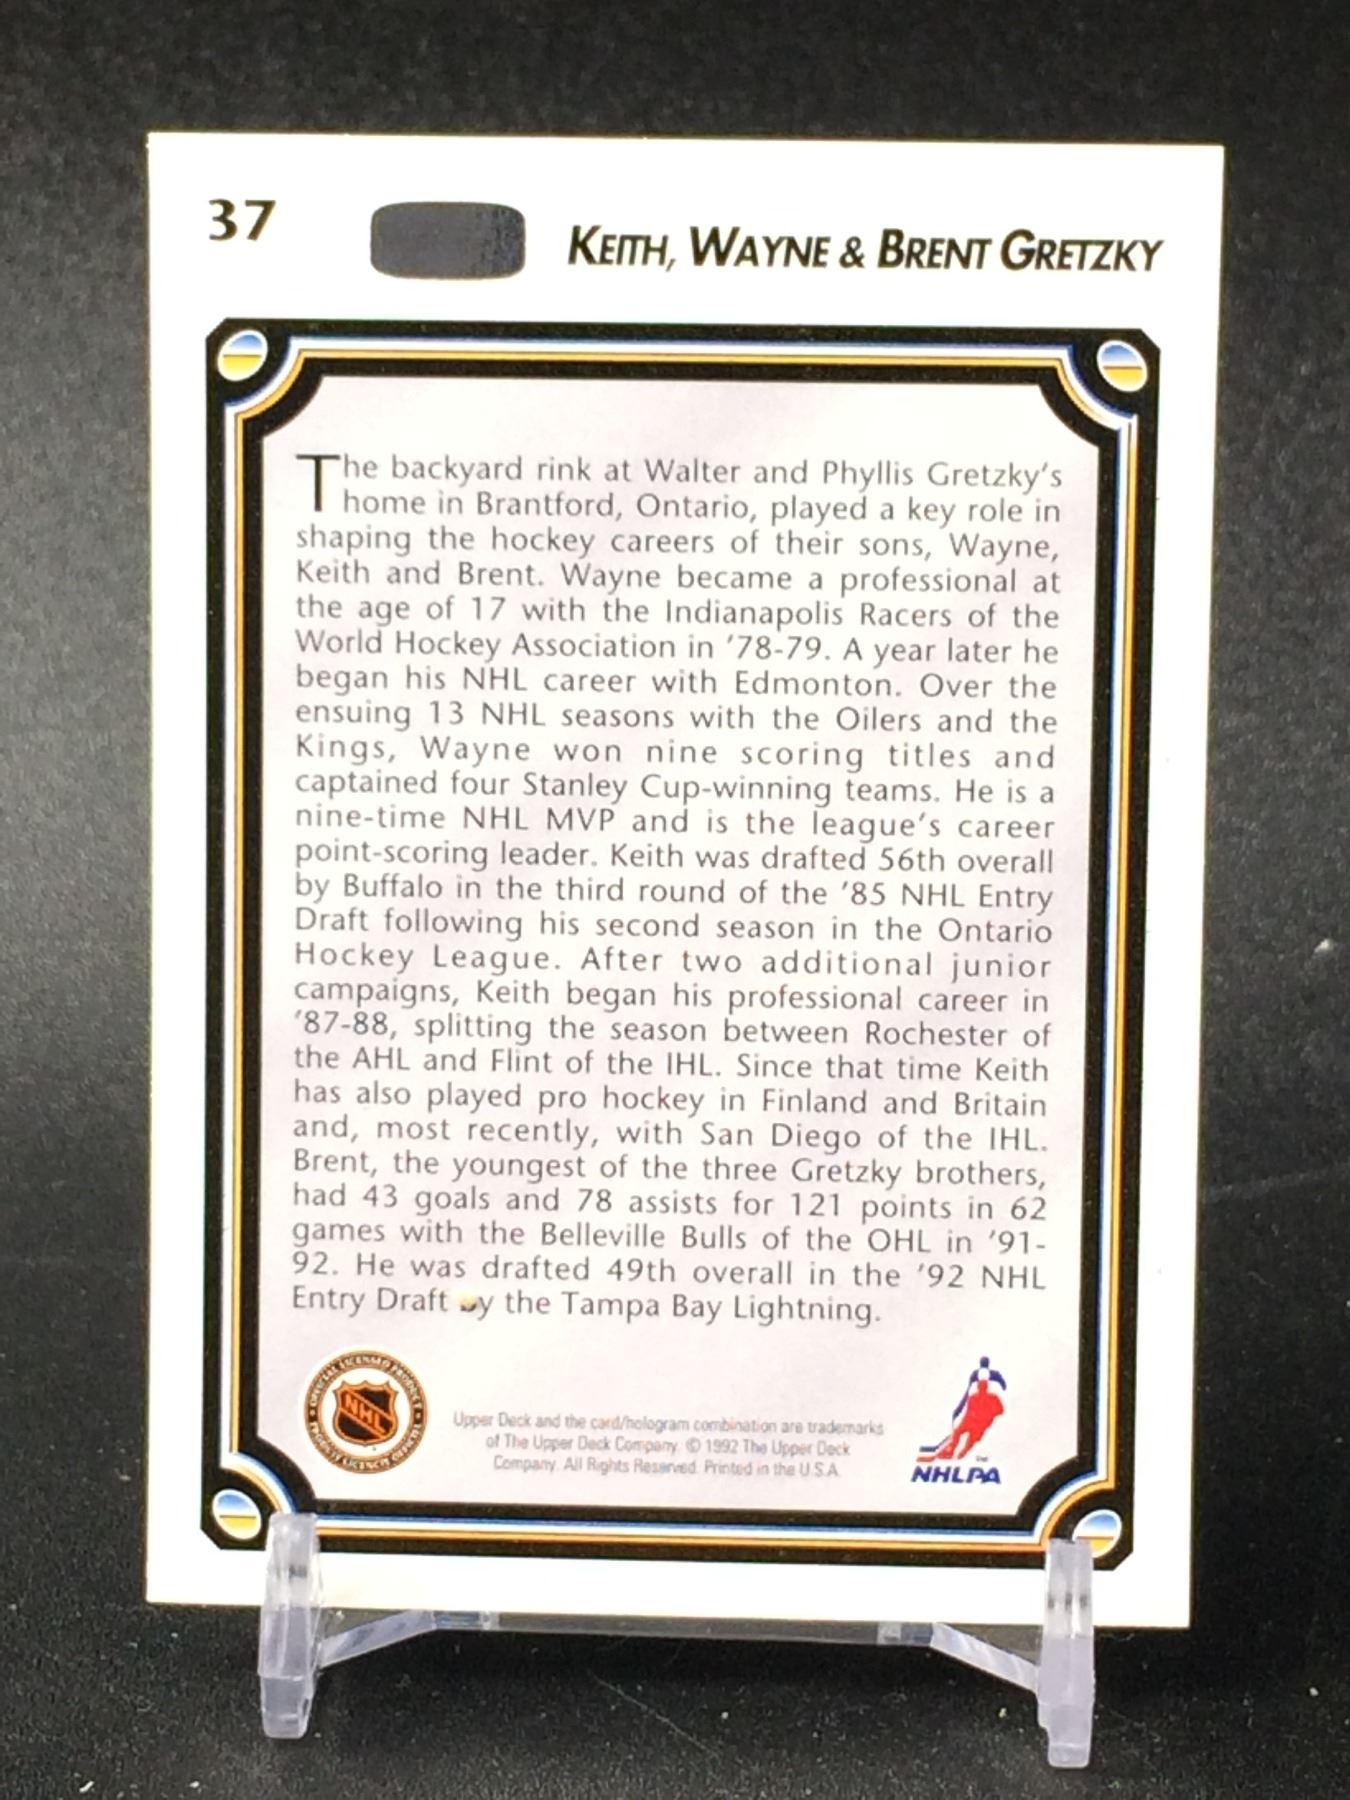 37
KEITH, WAYNE & BRENT GRETZKY
The backyard rink at Walter and Phyllis Gretzky's
home in Brantford, Ontario, played a key role in
shaping the hockey careers of their sons, Wayne,
Keith and Brent. Wayne became a professional at
the age of 17 with the Indianapolis Racers of the
World Hockey Association in '78-79. A year later he
began his NHL career with Edmonton. Over the
ensuing 13 NHL seasons with the Oilers and the
Kings, Wayne won nine scoring titles and
captained four Stanley Cup-winning teams. He is a
nine-time NHL MVP and is the league's career
point-scoring leader. Keith was drafted 56th overall
by Buffalo in the third round of the '85 NHL Entry
Draft following his second season in the Ontario
Hockey League. After two additional junior
campaigns, Keith began his professional career in
'87-88, splitting the season between Rochester of
the AHL and Flint of the IHL. Since that time Keith
has also played pro hockey in Finland and Britain
and, most recently, with San Diego of the IHL.
Brent, the youngest of the three Gretzky brothers,
had 43 goals and 78 assists for 121 points in 62
games with the Belleville Bulls of the OHL in '91-
92. He was drafted 49th overall in the '92 NHL
Entry Draft by the Tampa Bay Lightning.
OFFICIAL LICENSED PRODUCT
NHL
Upper Deck and the card/hologram combination are trademarks
of The Upper Deck Company. © 1992 The Upper Deck
Company. All Rights Reserved. Printed in the U.S.A.
NHLPA